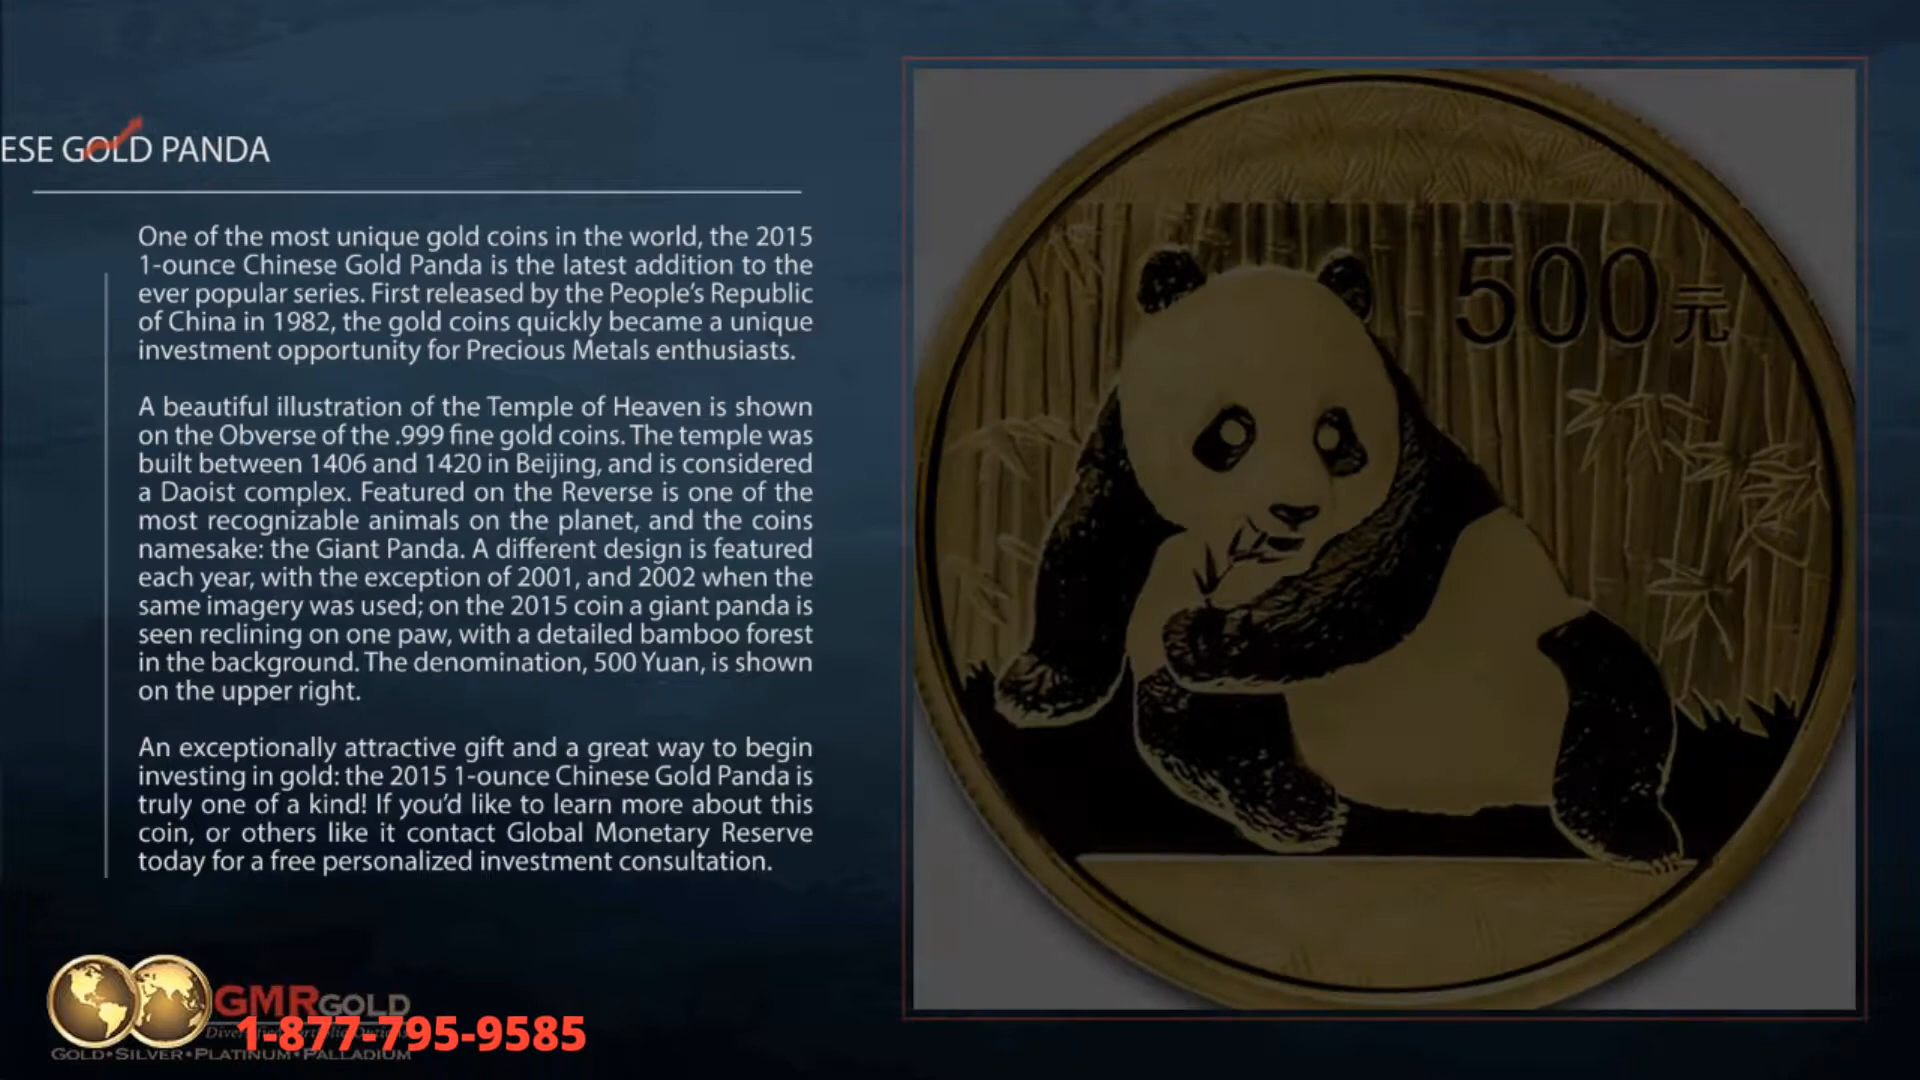 ESE GOLD PANDA
One of the most unique gold coins in the world, the 2015
1-ounce Chinese Gold Panda is the latest addition to the
ever popular series. First released by the People's Republic
of China in 1982, the gold coins quickly became a unique
investment opportunity for Precious Metals enthusiasts.
A beautiful illustration of the Temple of Heaven is shown
on the Obverse of the .999 fine gold coins. The temple was
built between 1406 and 1420 in Beijing, and is considered
a Daoist complex. Featured on the Reverse is one of the
most recognizable animals on the planet, and the coins
namesake: the Giant Panda. A different design is featured
each year, with the exception of 2001, and 2002 when the
same imagery was used; on the 2015 coin a giant panda is
seen reclining on one paw, with a detailed bamboo forest
in the background. The denomination, 500 Yuan, is shown
on the upper right.
An exceptionally attractive gift and a great way to begin
investing in gold: the 2015 1-ounce Chinese Gold Panda is
truly one of a kind! If you'd like to learn more about this
coin, or others like it contact Global Monetary Reserve
today for a free personalized investment consultation.
500元
GMRGOLD
1-877-795-9585
GOLD•SILVER•PLATINUM•PALLADIUM